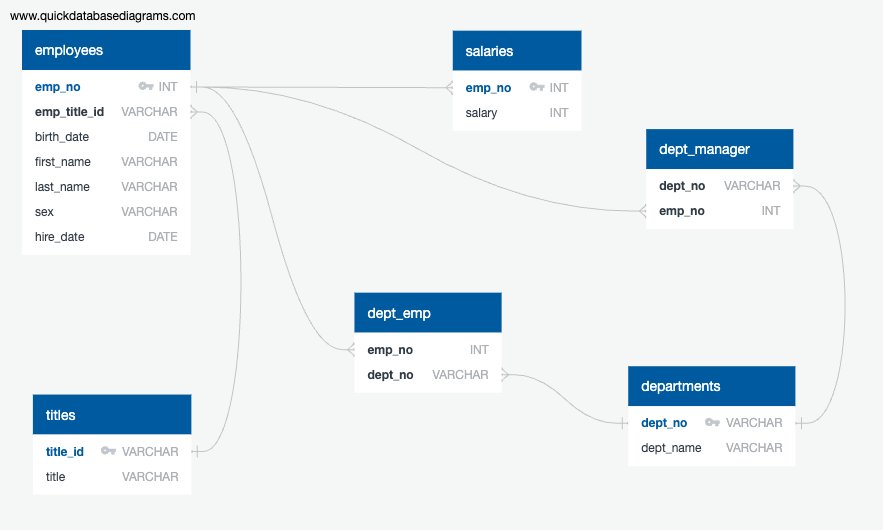 www.quickdatabasediagrams.com
employees
emp_no INT
emp_title_id VARCHAR
birth_date DATE
first_name VARCHAR
last_name VARCHAR
sex VARCHAR
hire_date DATE
salaries
emp_no INT
salary INT
dept_manager
dept_no VARCHAR
emp_no INT
dept_emp
emp_no INT
dept_no VARCHAR
departments
dept_no VARCHAR
dept_name VARCHAR
titles
title_id VARCHAR
title VARCHAR